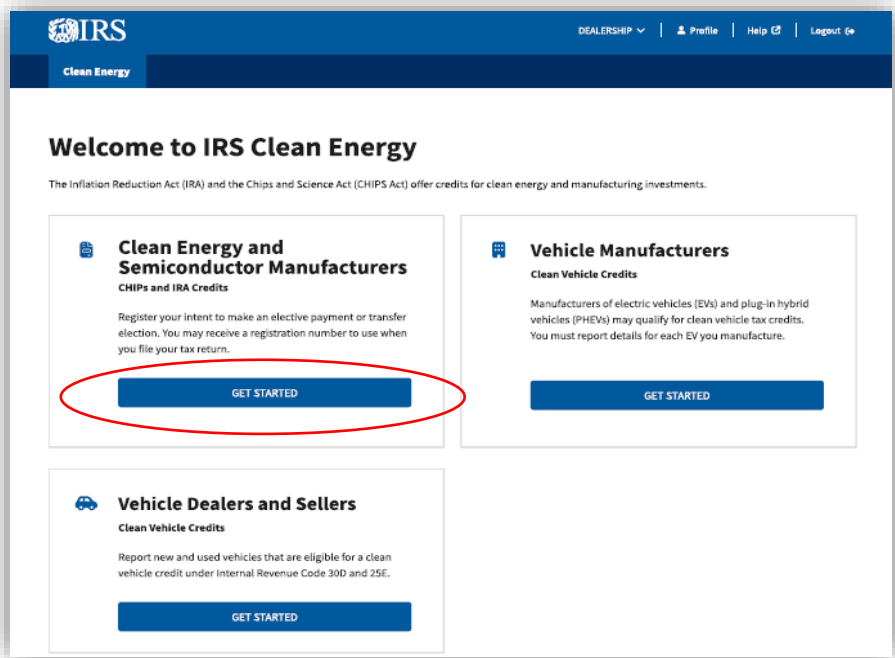 IRS
DEALERSHIP
Profile
Help
Logout
Clean Energy
Welcome to IRS Clean Energy
The Inflation Reduction Act (IRA) and the Chips and Science Act (CHIPS Act) offer credits for clean energy and manufacturing investments.
Clean Energy and
Semiconductor Manufacturers
CHIPs and IRA Credits
Register your intent to make an elective payment or transfer
election. You may receive a registration number to use when
you file your tax return.
GET STARTED
Vehicle Manufacturers
Clean Vehicle Credits
Manufacturers of electric vehicles (EVs) and plug-in hybrid
vehicles (PHEVs) may qualify for clean vehicle tax credits.
You must report details for each EV you manufacture.
GET STARTED
Vehicle Dealers and Sellers
Clean Vehicle Credits
Report new and used vehicles that are eligible for a clean
vehicle credit under Internal Revenue Code 30D and 25E.
GET STARTED